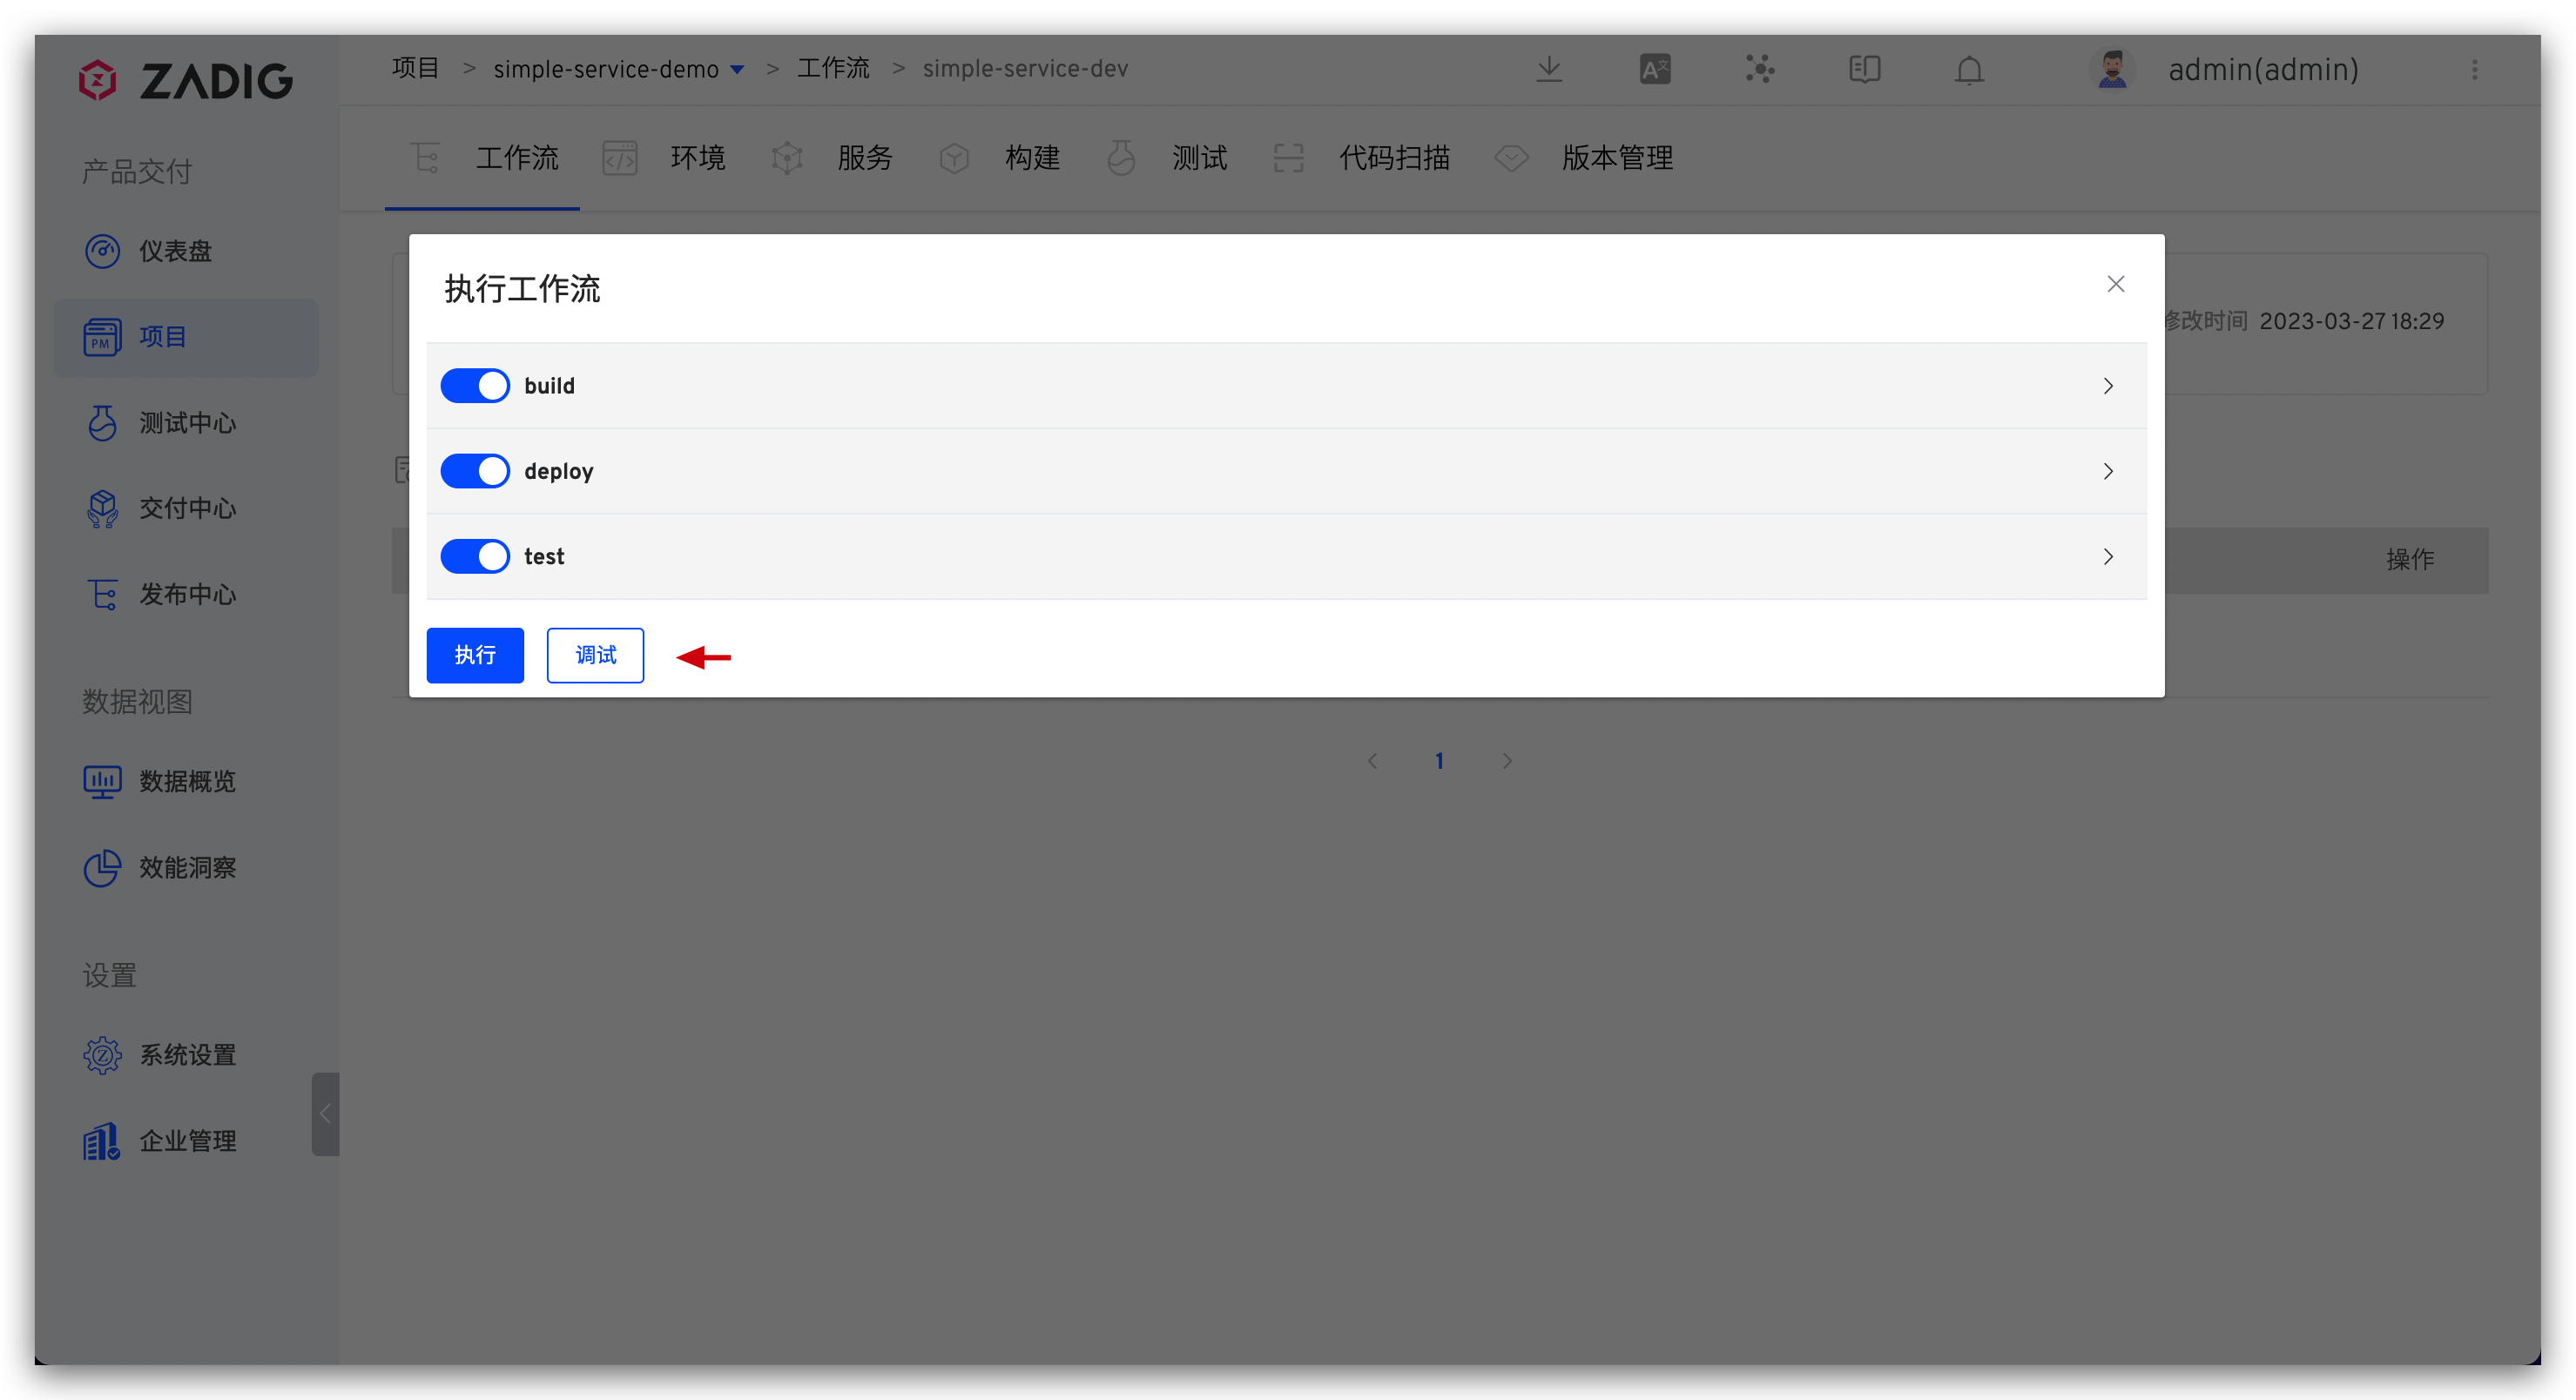 ZADIG
项目 > simple-service-demo > 工作流 > simple-service-dev
A文
admin(admin)
工作流 环境 服务 构建 测试 代码扫描 版本管理
产品交付
仪表盘
PM 项目
测试中心
交付中心
发布中心
数据视图
数据概览
效能洞察
设置
Z 系统设置
企业管理
执行工作流
修改时间 2023-03-27 18:29
build
deploy
test
操作
执行 调试
1